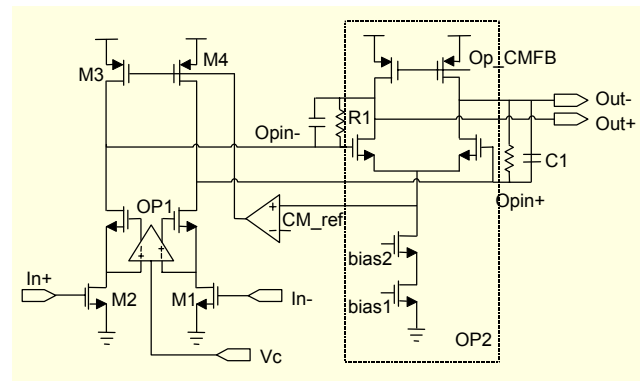 M3
M4
Op_CMFB
Out-
Out+
R1
Opin-
C1
OP1
CM_ref
Opin+
bias2
In+
M2
M1
In-
bias1
OP2
Vc